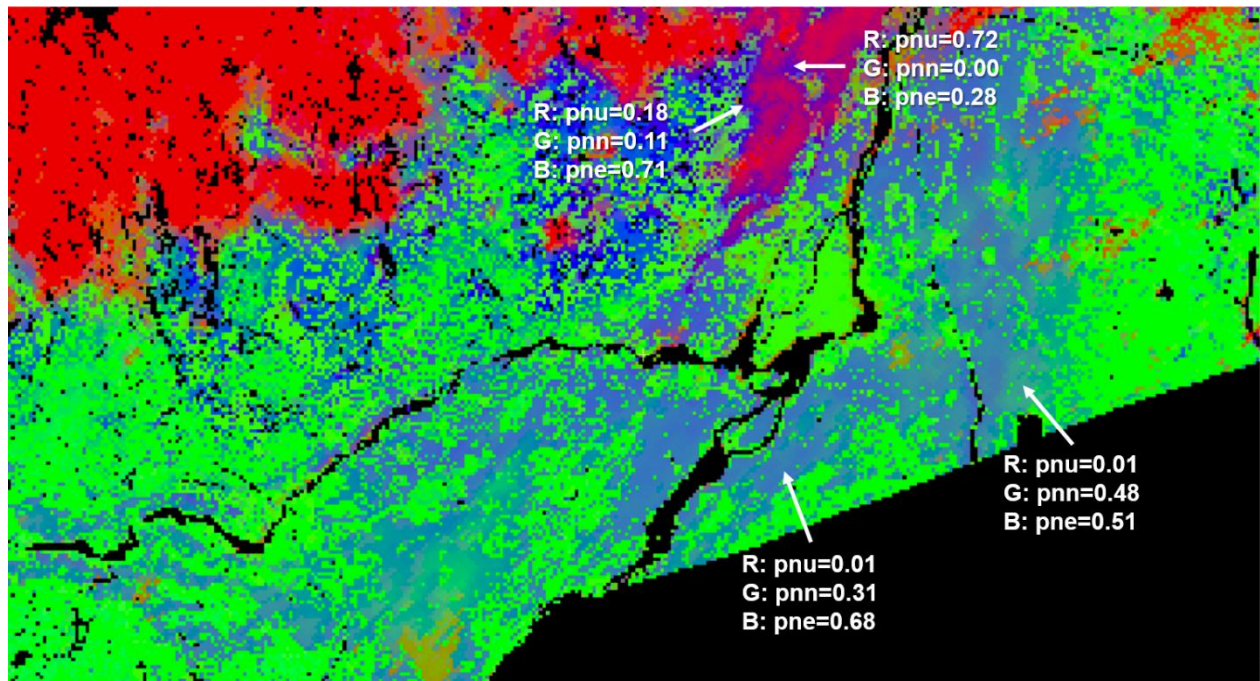 R: pnu=0.72
G: pnn=0.00
B: pne=0.28
R: pnu=0.18
G: pnn=0.11
B: pne=0.71
R: pnu=0.01
G: pnn=0.48
B: pne=0.51
R: pnu=0.01
G: pnn=0.31
B: pne=0.68